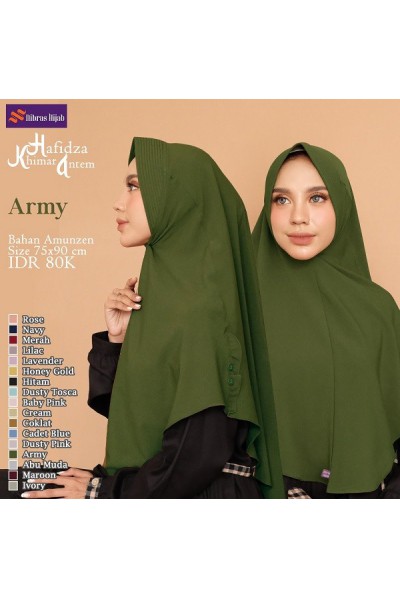 Nibras Hijab
Hafidza
Khimar Antem
Army
Bahan Amunzen
Size 75x90 cm
IDR 80K
Rose
Navy
Merah
Lilac
Lavender
Honey Gold
Hitam
Dusty Tosca
Baby Pink
Cream
Coklat
Cadet Blue
Dusty Pink
Army
Abu Muda
Maroon
Ivory